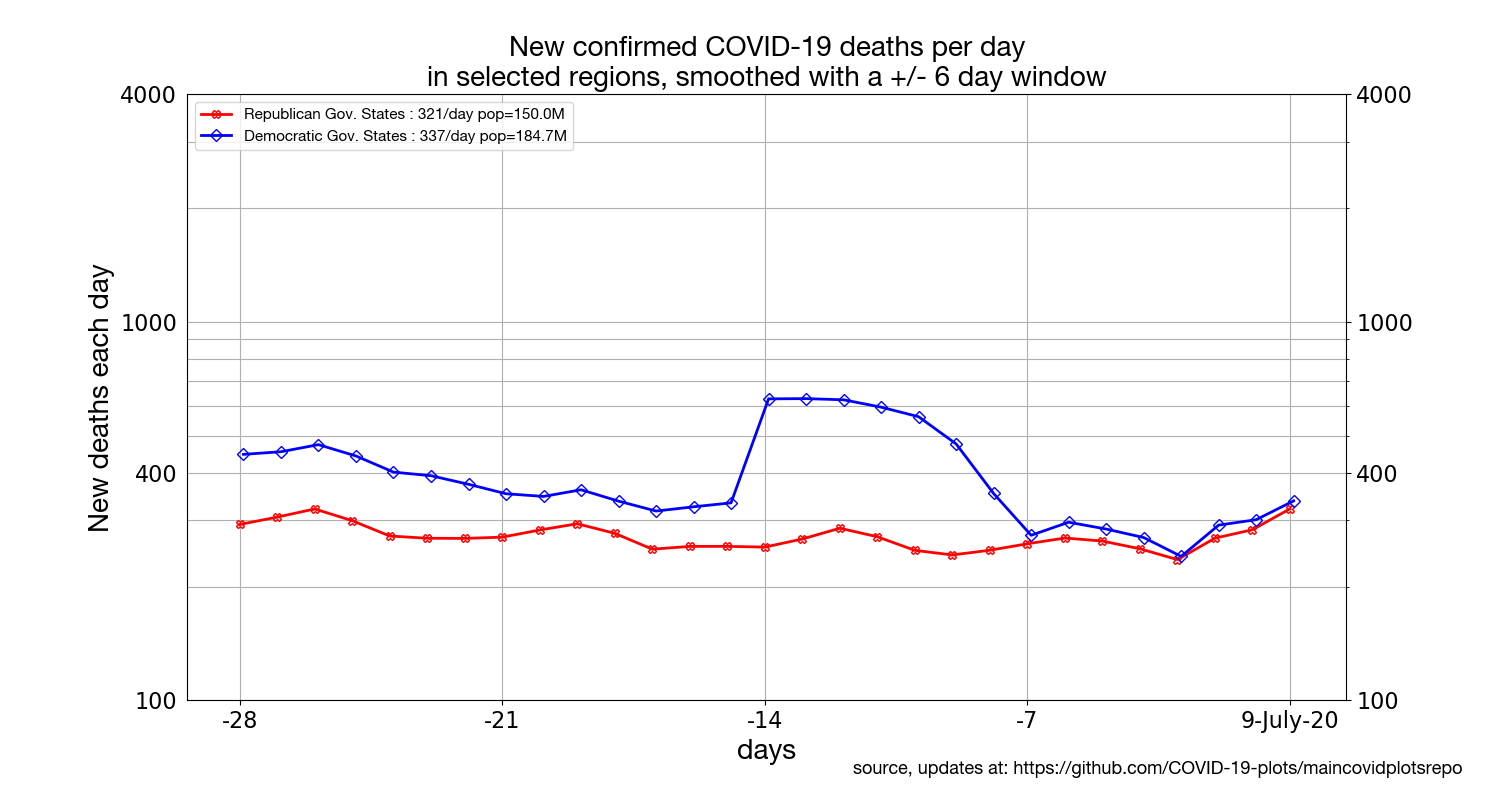 New confirmed COVID-19 deaths per day
in selected regions, smoothed with a +/- 6 day window
4000
4000
Republican Gov. States : 321/day pop=150.0M
Democratic Gov. States : 337/day pop=184.7M
New deaths each day
1000
1000
400
400
100
100
-28
-21
-14
-7
9-July-20
days
source, updates at: https://github.com/COVID-19-plots/maincovidplotsrepo